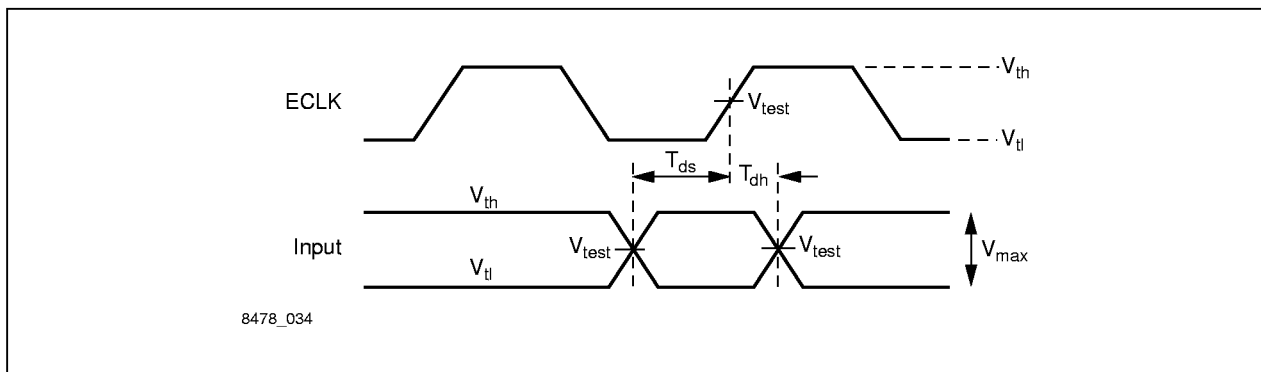 V_th
ECLK
V_test
V_tl
T_ds
T_dh
V_th
Input
V_test
V_test
V_max
V_tl
8478_034